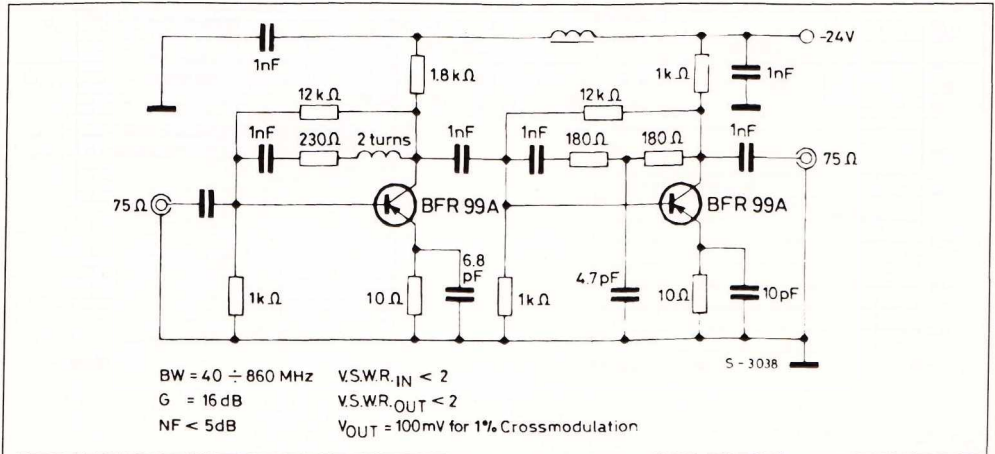 -24V
1nF
1.8kΩ
1kΩ
1nF
12kΩ
12kΩ
1nF
230Ω
2 turns
1nF
1nF
180Ω
180Ω
1nF
75Ω
75Ω
BFR 99A
BFR 99A
6.8
pF
1kΩ
10Ω
1kΩ
4.7pF
10Ω
10pF
S-3038
BW = 40 ÷ 860 MHz V.S.W.R.IN < 2
G = 16dB V.S.W.R.OUT < 2
NF < 5dB VOUT = 100mV for 1% Crossmodulation